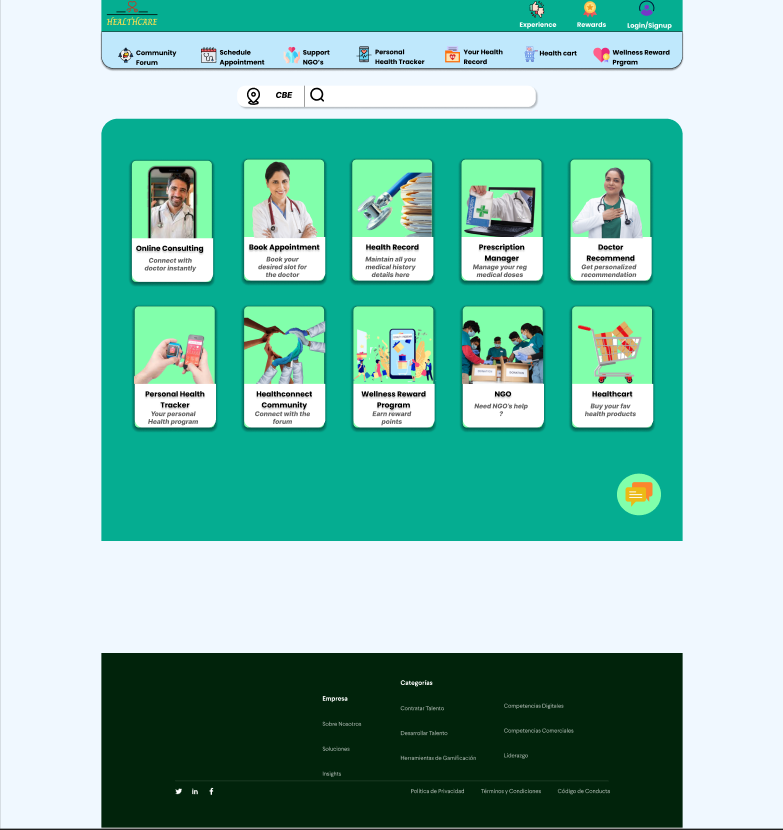 HEALTHCARE
Experience
Rewards
Login/Signup
Community
Forum
Schedule
Appointment
Support
NGO's
Personal
Health Tracker
Your Health
Record
Health cart
Wellness Reward
Prgram
CBE
Online Consulting
Connect with
doctor instantly
Book Appointment
Book your
desired slot for
the doctor
Health Record
Maintain all you
medical history
details here
Prescription
Manager
Manage your reg
medical doses
Doctor
Recommend
Get personalized
recommendation
Personal Health
Tracker
Your personal
Health program
Healthconnect
Community
Connect with the
forum
Wellness Reward
Program
Earn reward
points
NGO
Need NGO's help
?
Healthcart
Buy your fav
health products
Empresa
Sobre Nosotros
Soluciones
Insights
Categorías
Contratar Talento
Desarrollar Talento
Herramientas de Gamificación
Competencias Digitales
Competencias Comerciales
Liderazgo
Política de Privacidad
Términos y Condiciones
Código de Conducta